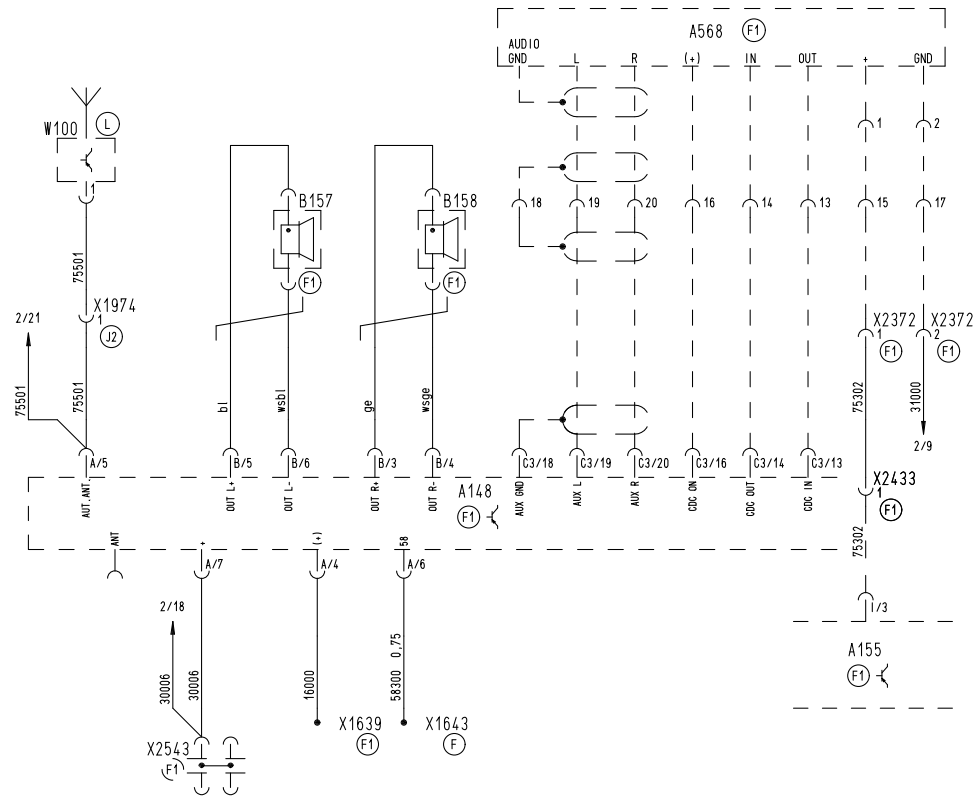 A568 F1
AUDIO
GND L R (+) IN OUT + GND
W100 L
1
1 2
B157 B158
18 19 20 16 14 13 15 17
75501
F1 F1
X1974
1
J2
2/21
X2372 X2372
1 2
F1 F1
75501 75501
bl wsbl ge wsge
75302 31000
2/9
A/5 B/5 B/6 B/3 B/4 C3/18 C3/19 C3/20 C3/16 C3/14 C3/13
X2433
1
F1
AUT.ANT. OUT L+ OUT L- OUT R+ OUT R- AUX GND AUX L AUX R CDC ON CDC OUT CDC IN
A148
F1
ANT + (+) 58
75302
A/7 A/4 A/6
I/3
2/18
A155
F1
30006 30006 16000 58300 0,75
X1639 X1643
F1 F
X2543
F1